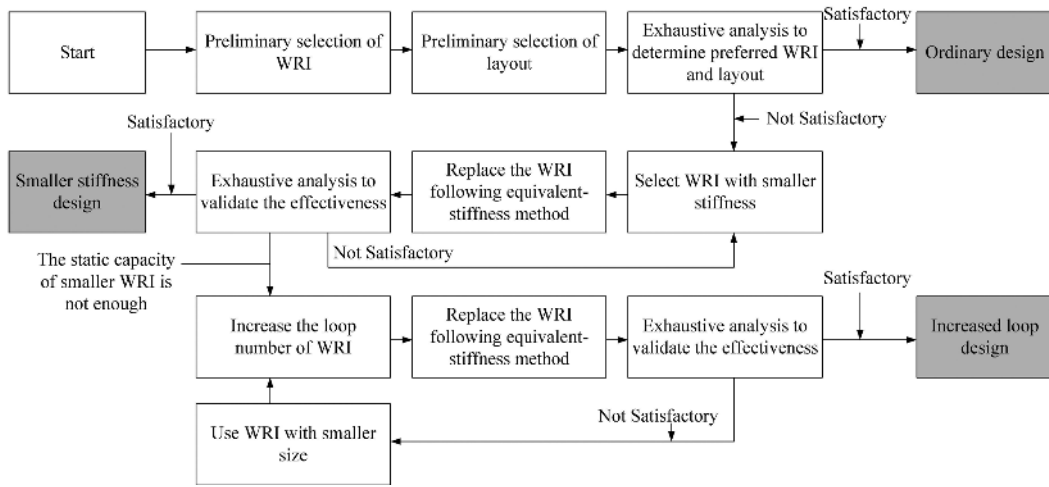 Start
Preliminary selection of
WRI
Preliminary selection of
layout
Exhaustive analysis to
determine preferred WRI
and layout
Satisfactory
Ordinary design
Not Satisfactory
Satisfactory
Smaller stiffness
design
Exhaustive analysis to
validate the effectiveness
Replace the WRI
following equivalent-
stiffness method
Select WRI with smaller
stiffness
Not Satisfactory
The static capacity
of smaller WRI is
not enough
Increase the loop
number of WRI
Replace the WRI
following equivalent-
stiffness method
Exhaustive analysis to
validate the effectiveness
Satisfactory
Increased loop
design
Not Satisfactory
Use WRI with smaller
size